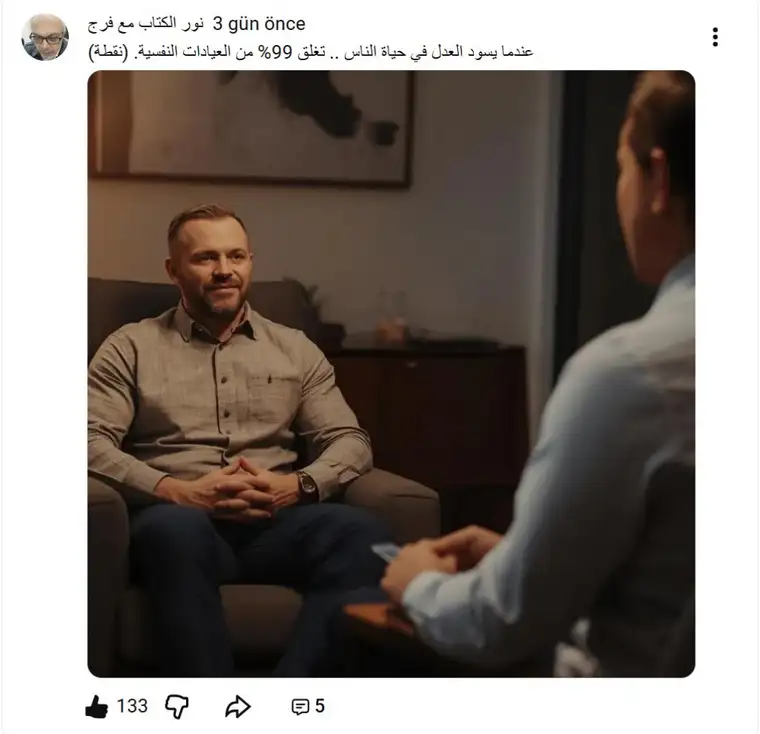 نور الكتاب مع فرج 3 gün önce
عندما يسود العدل في حياة الناس .. تغلق 99% من العيادات النفسية. (نقطة)
133
5